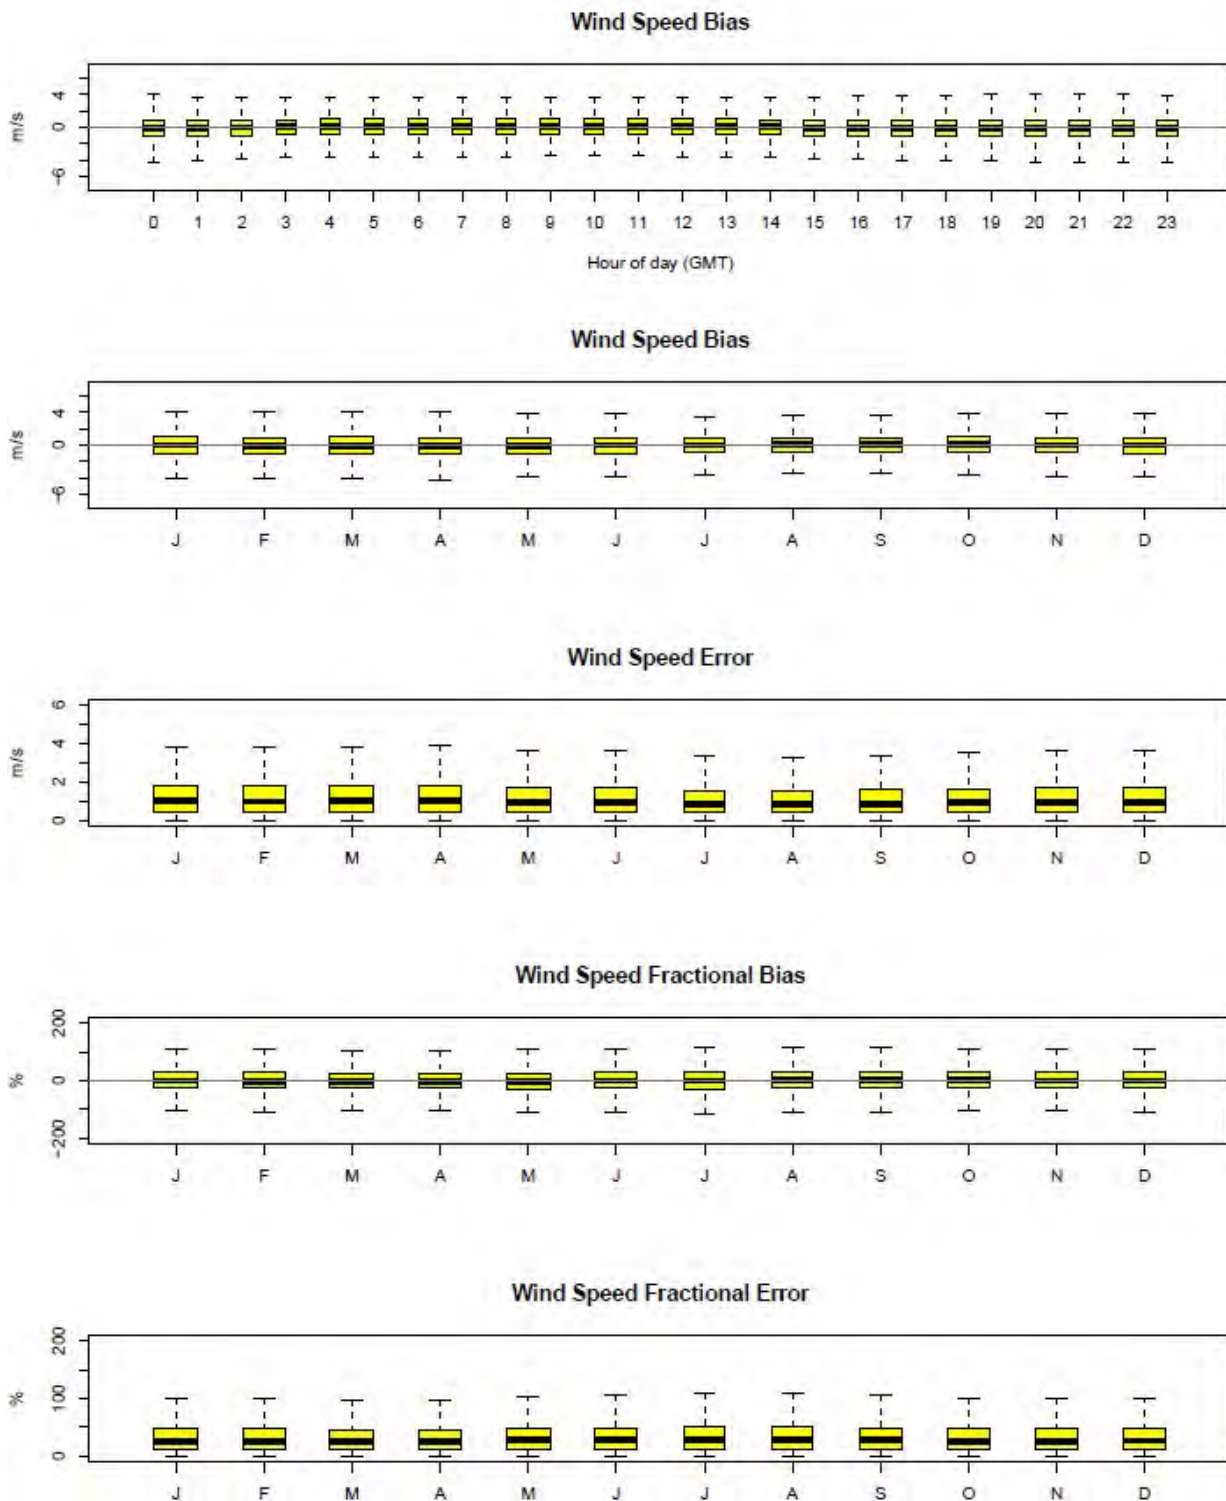 Wind Speed Bias
4
0
-6
m/s
0 1 2 3 4 5 6 7 8 9 10 11 12 13 14 15 16 17 18 19 20 21 22 23
Hour of day (GMT)
Wind Speed Bias
4
0
-6
m/s
J F M A M J J A S O N D
Wind Speed Error
6
4
2
0
m/s
J F M A M J J A S O N D
Wind Speed Fractional Bias
200
0
-200
%
J F M A M J J A S O N D
Wind Speed Fractional Error
200
100
0
%
J F M A M J J A S O N D